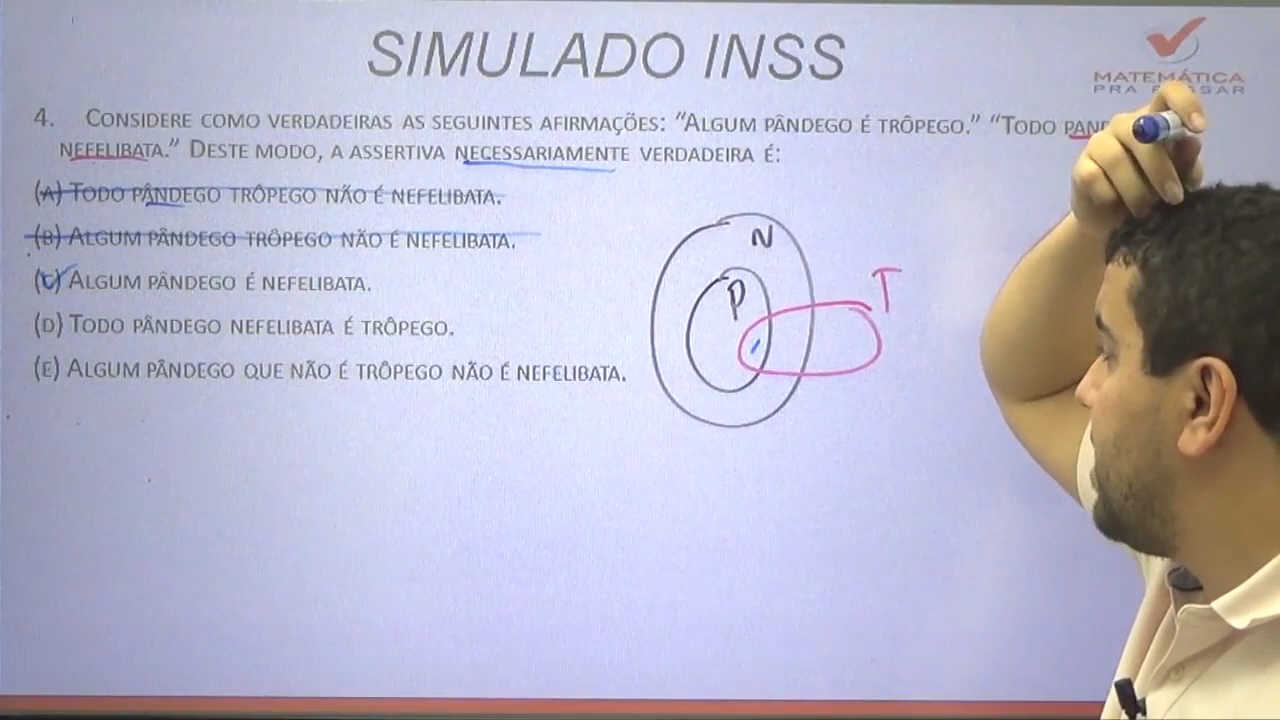 SIMULADO INSS
MATEMÁTICA
PRA PASSAR
4. CONSIDERE COMO VERDADEIRAS AS SEGUINTES AFIRMAÇÕES: "ALGUM PÂNDEGO É TRÔPEGO." "TODO
NEFELIBATA." DESTE MODO, A ASSERTIVA NECESSARIAMENTE VERDADEIRA É:
(A) TODO PÂNDEGO TRÔPEGO NÃO É NEFELIBATA.
(B) ALGUM PÂNDEGO TRÔPEGO NÃO É NEFELIBATA.
(C) ALGUM PÂNDEGO É NEFELIBATA.
(D) TODO PÂNDEGO NEFELIBATA É TRÔPEGO.
(E) ALGUM PÂNDEGO QUE NÃO É TRÔPEGO NÃO É NEFELIBATA.
N
P
T